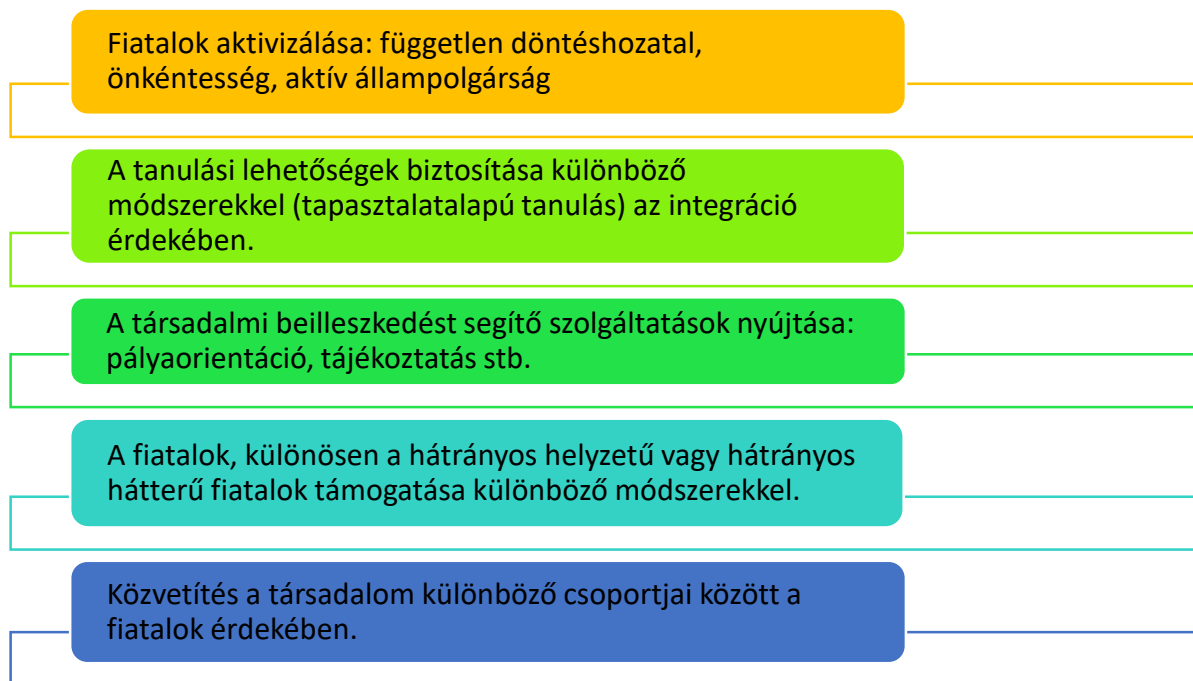 Fiatalok aktivizálása: független döntéshozatal,
önkéntesség, aktív állampolgárság
A tanulási lehetőségek biztosítása különböző
módszerekkel (tapasztalatalapú tanulás) az integráció
érdekében.
A társadalmi beilleszkedést segítő szolgáltatások nyújtása:
pályaorientáció, tájékoztatás stb.
A fiatalok, különösen a hátrányos helyzetű vagy hátrányos
hátterű fiatalok támogatása különböző módszerekkel.
Közvetítés a társadalom különböző csoportjai között a
fiatalok érdekében.